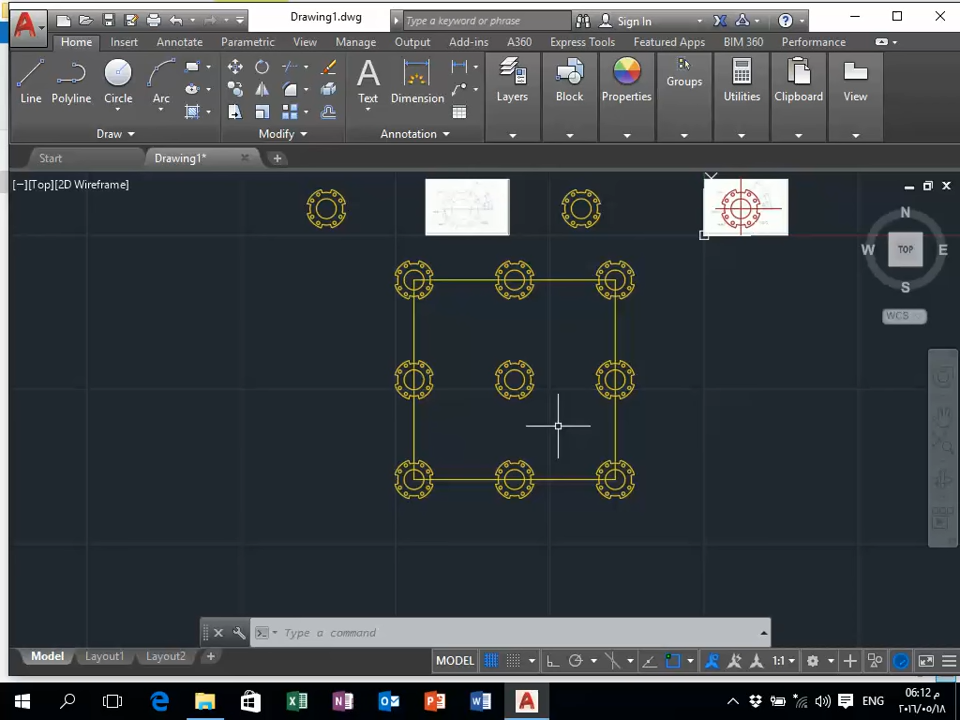 Drawing1.dwg
Type a keyword or phrase
Sign In
Home Insert Annotate Parametric View Manage Output Add-ins A360 Express Tools Featured Apps BIM 360 Performance
Line Polyline Circle Arc Text Dimension Layers Block Properties Groups Utilities Clipboard View
Draw Modify Annotation
Start Drawing1*
[−][Top][2D Wireframe]
N
W TOP E
S
WCS
Type a command
Model Layout1 Layout2 MODEL 1:1
ENG
06:12 م
٢٠١٦/٠٥/١٨